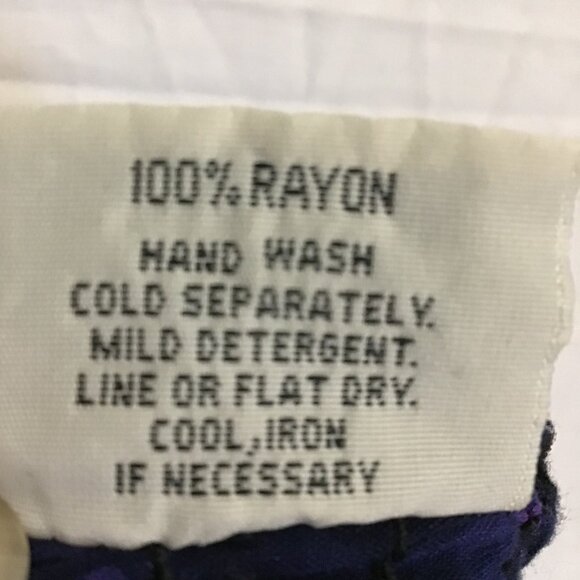 100% RAYON
HAND WASH
COLD SEPARATELY.
MILD DETERGENT.
LINE OR FLAT DRY.
COOL, IRON
IF NECESSARY